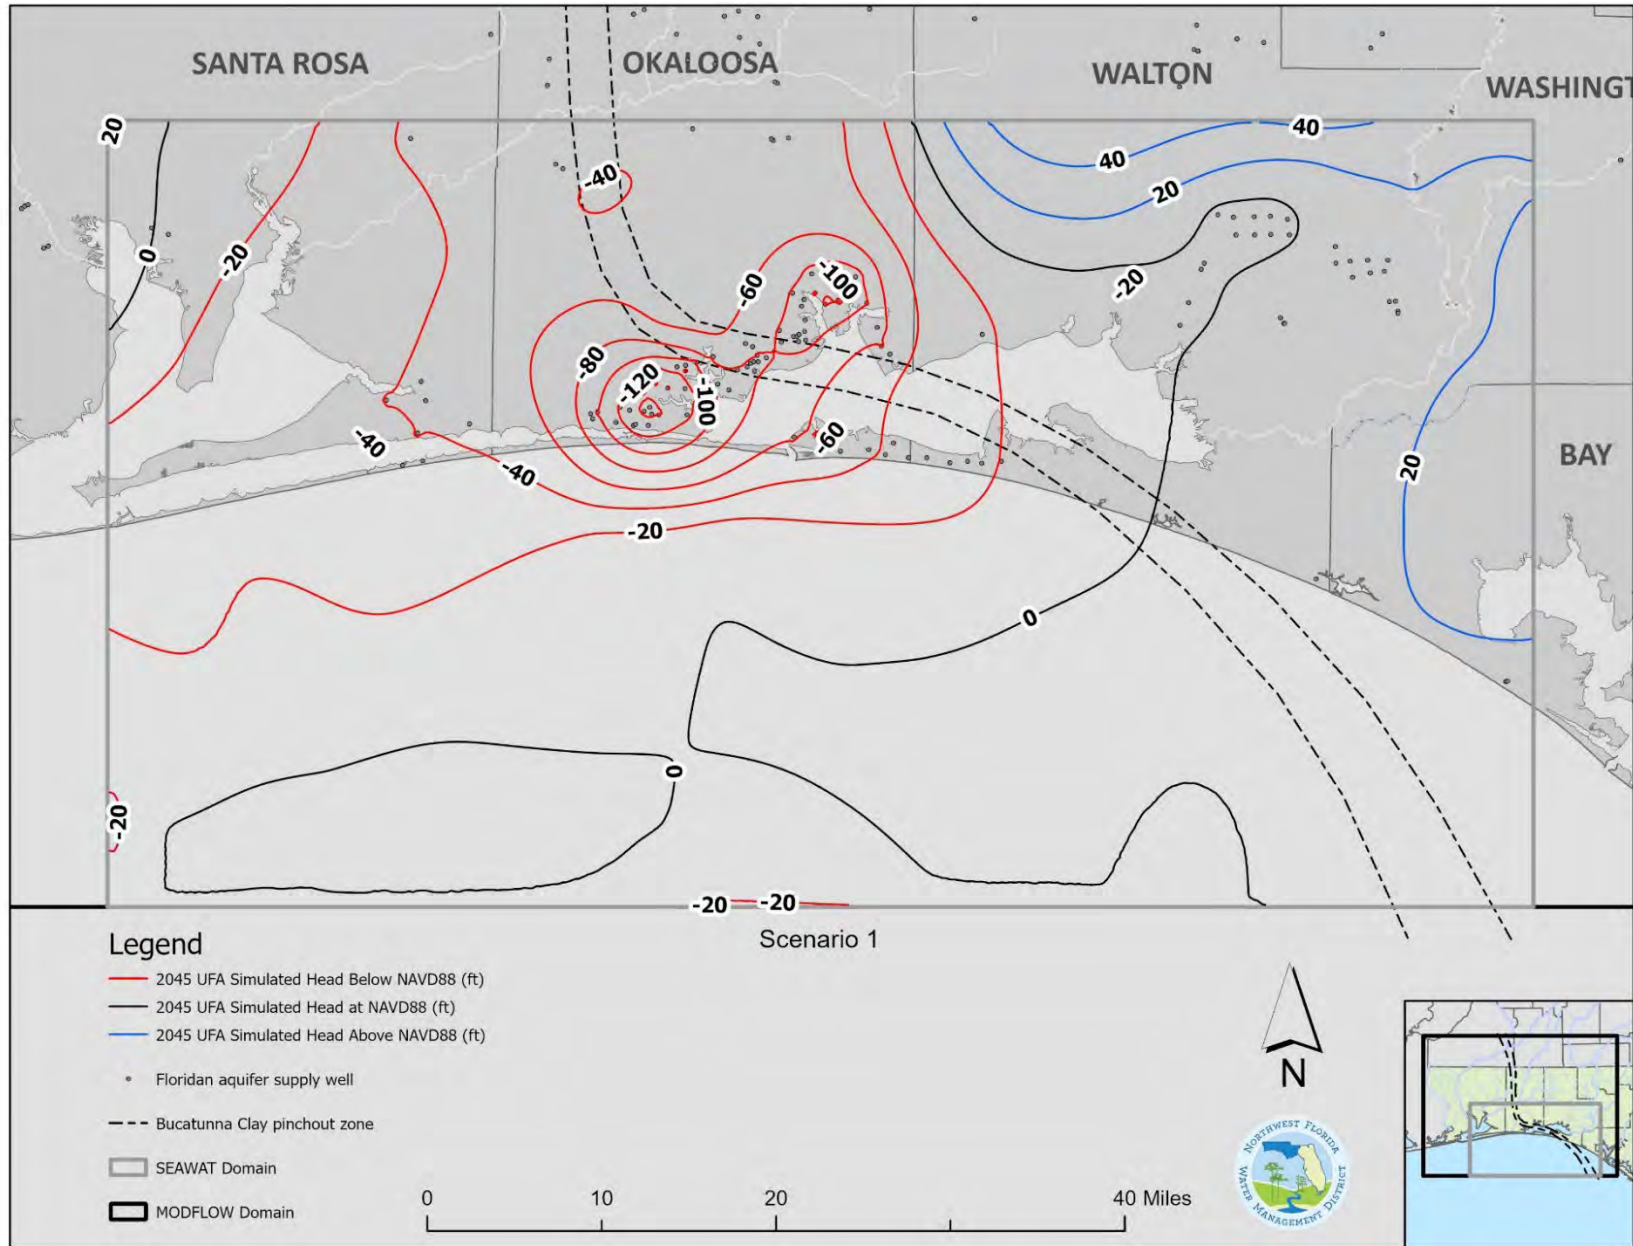 SANTA ROSA
OKALOOSA
WALTON
WASHINGT
20
40
40
-40
20
0
-20
-100
-60
-20
-80
-120
-100
-60
-40
-40
20
BAY
-20
0
0
-20
-20
-20
Scenario 1
Legend
2045 UFA Simulated Head Below NAVD88 (ft)
2045 UFA Simulated Head at NAVD88 (ft)
2045 UFA Simulated Head Above NAVD88 (ft)
Floridan aquifer supply well
Bucatunna Clay pinchout zone
SEAWAT Domain
MODFLOW Domain
0 10 20 40 Miles
N
NORTHWEST FLORIDA
WATER MANAGEMENT DISTRICT